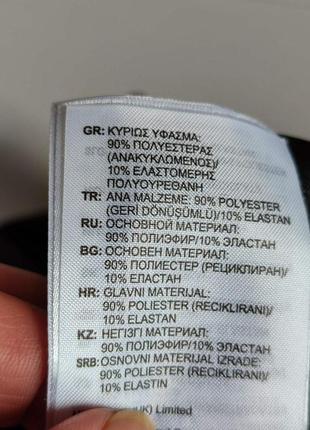 GR: ΚΥΡΙΩΣ ΥΦΑΣΜΑ:
90% ΠΟΛΥΕΣΤΕΡΑΣ
(ΑΝΑΚΥΚΛΩΜΕΝΟΣ)/
10% ΕΛΑΣΤΟΜΕΡΗΣ
ΠΟΛΥΟΥΡΕΘΑΝΗ
TR: ANA MALZEME: 90% POLYESTER
(GERİ DÖNÜŞÜMLÜ)/10% ELASTAN
RU: ОСНОВНОЙ МАТЕРИАЛ:
90% ПОЛИЭФИР/10% ЭЛАСТАН
BG: ОСНОВЕН МАТЕРИАЛ:
90% ПОЛИЕСТЕР (РЕЦИКЛИРАН)/
10% ЕЛАСТАН
HR: GLAVNI MATERIJAL:
90% POLIESTER (RECIKLIRANI)/
10% ELASTAN
KZ: НЕГІЗГІ МАТЕРИАЛ:
90% ПОЛИЭФИР/10% ЭЛАСТАН
SRB: OSNOVNI MATERIJAL IZRADE:
90% POLIESTER (RECIKLIRANI)/
10% ELASTIN
(UK) Limited